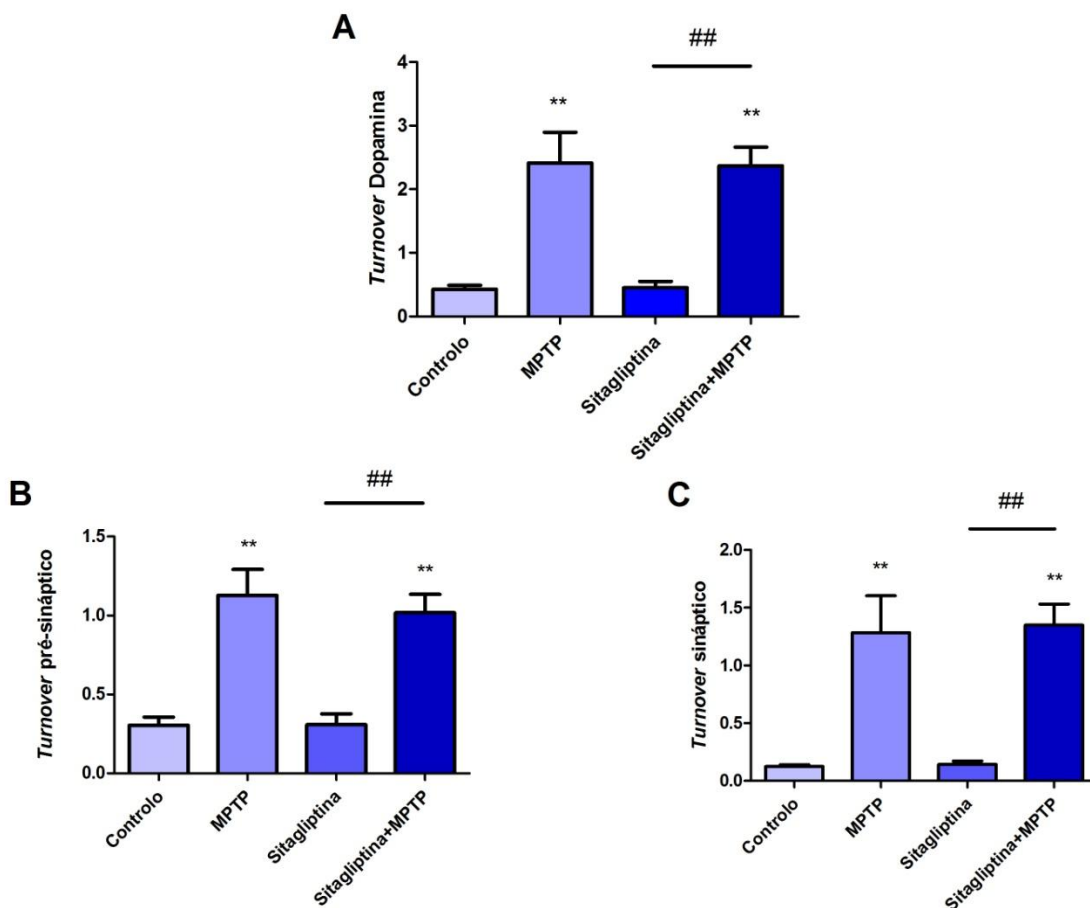 A
##
Turnover Dopamina
4
3
2
1
0
**
**
Controlo
MPTP
Sitagliptina
Sitagliptina+MPTP
B
##
Turnover pré-sináptico
1.5
1.0
0.5
0.0
**
**
Controlo
MPTP
Sitagliptina
Sitagliptina+MPTP
C
##
Turnover sináptico
2.0
1.5
1.0
0.5
0.0
**
**
Controlo
MPTP
Sitagliptina
Sitagliptina+MPTP